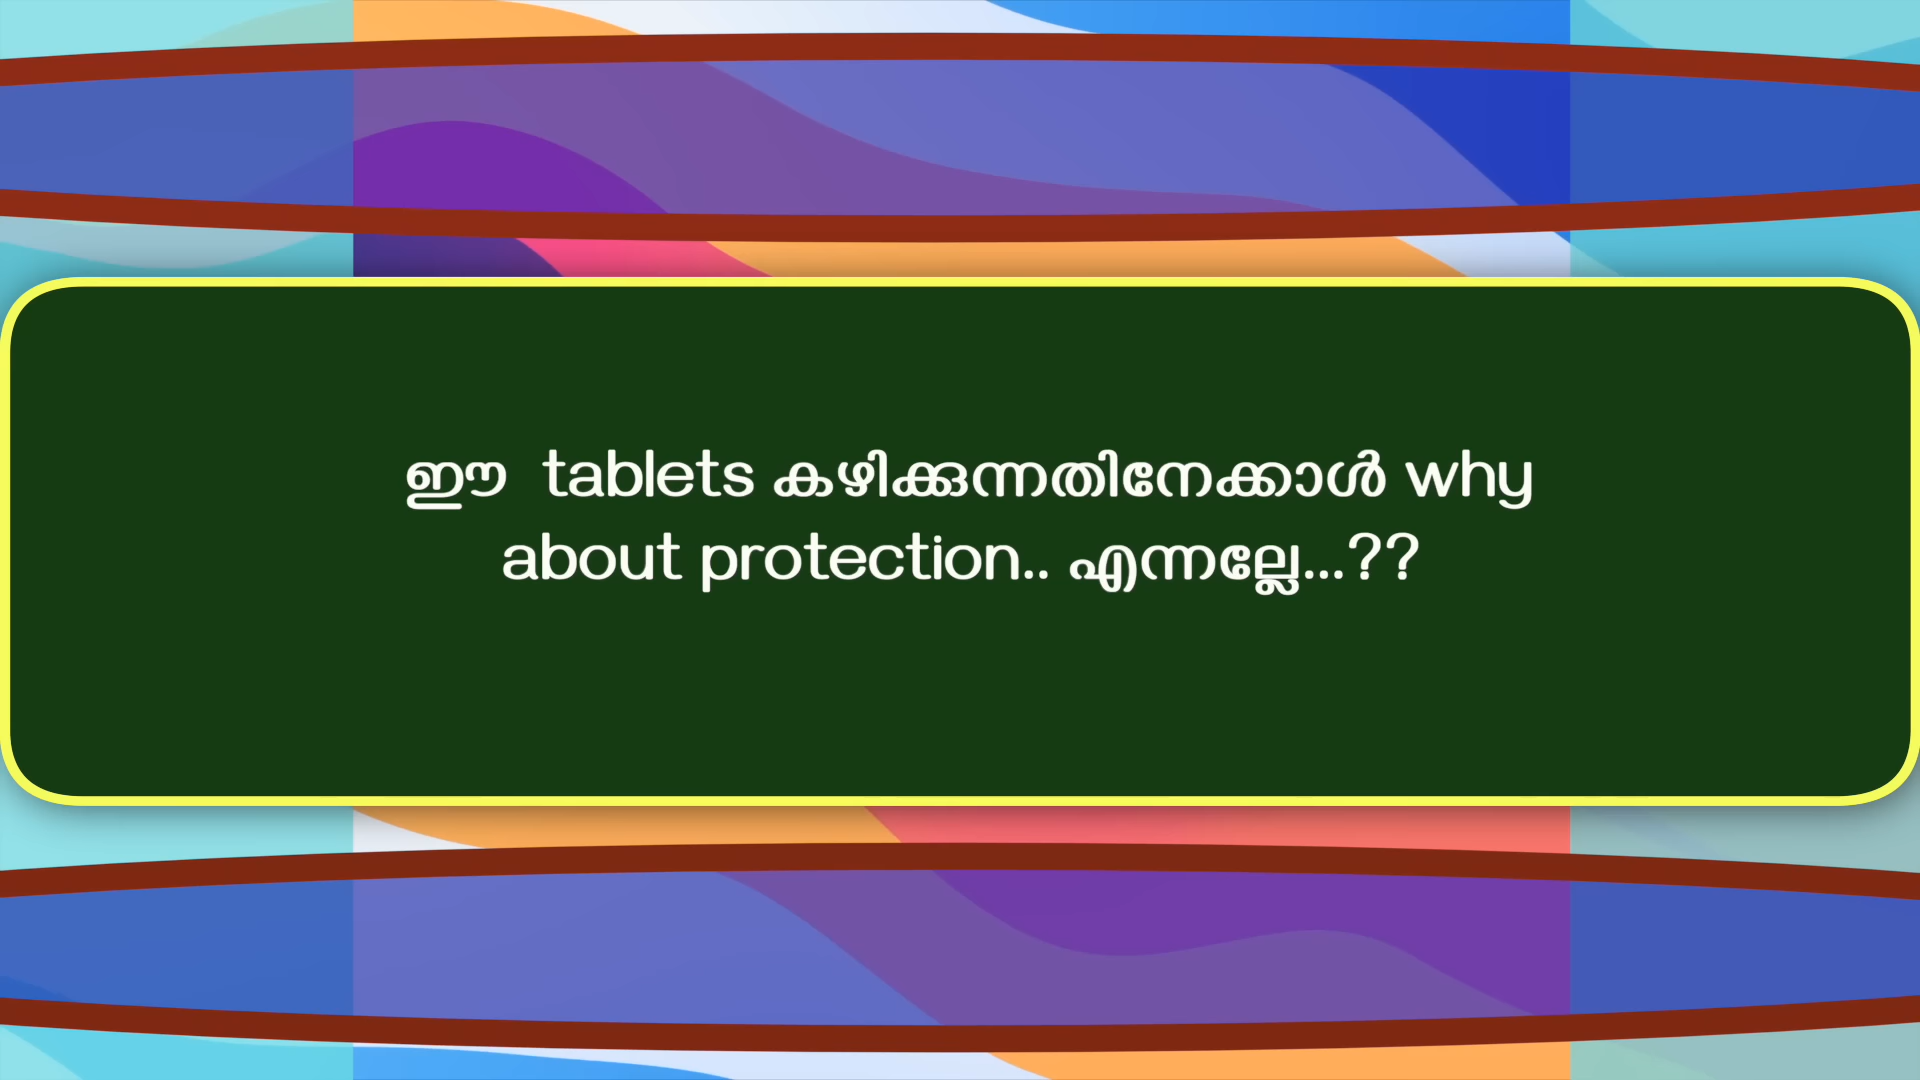 ഈ tablets കഴിക്കുന്നതിനേക്കാൾ why
about protection.. എന്നല്ലേ...??